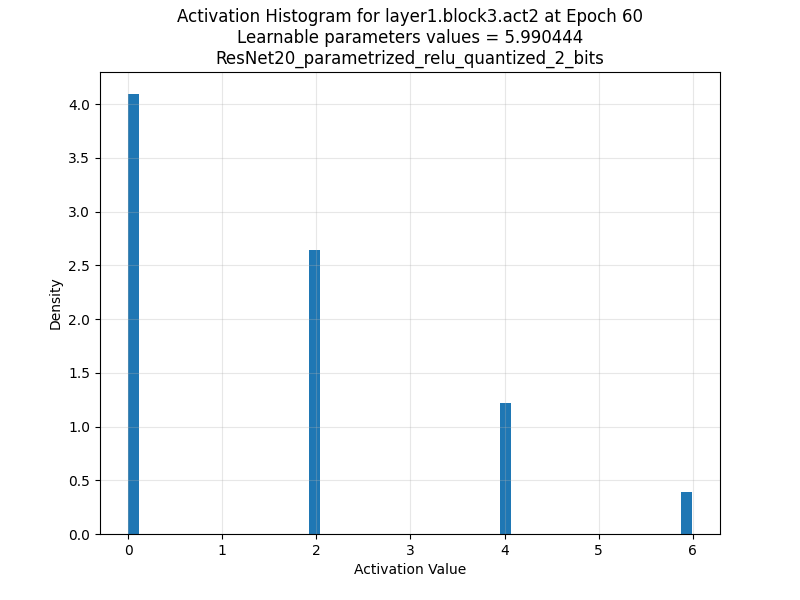 Activation Histogram for layer1.block3.act2 at Epoch 60
Learnable parameters values = 5.990444
ResNet20_parametrized_relu_quantized_2_bits
4.0
3.5
3.0
2.5
2.0
1.5
1.0
0.5
0.0
Density
0 1 2 3 4 5 6
Activation Value